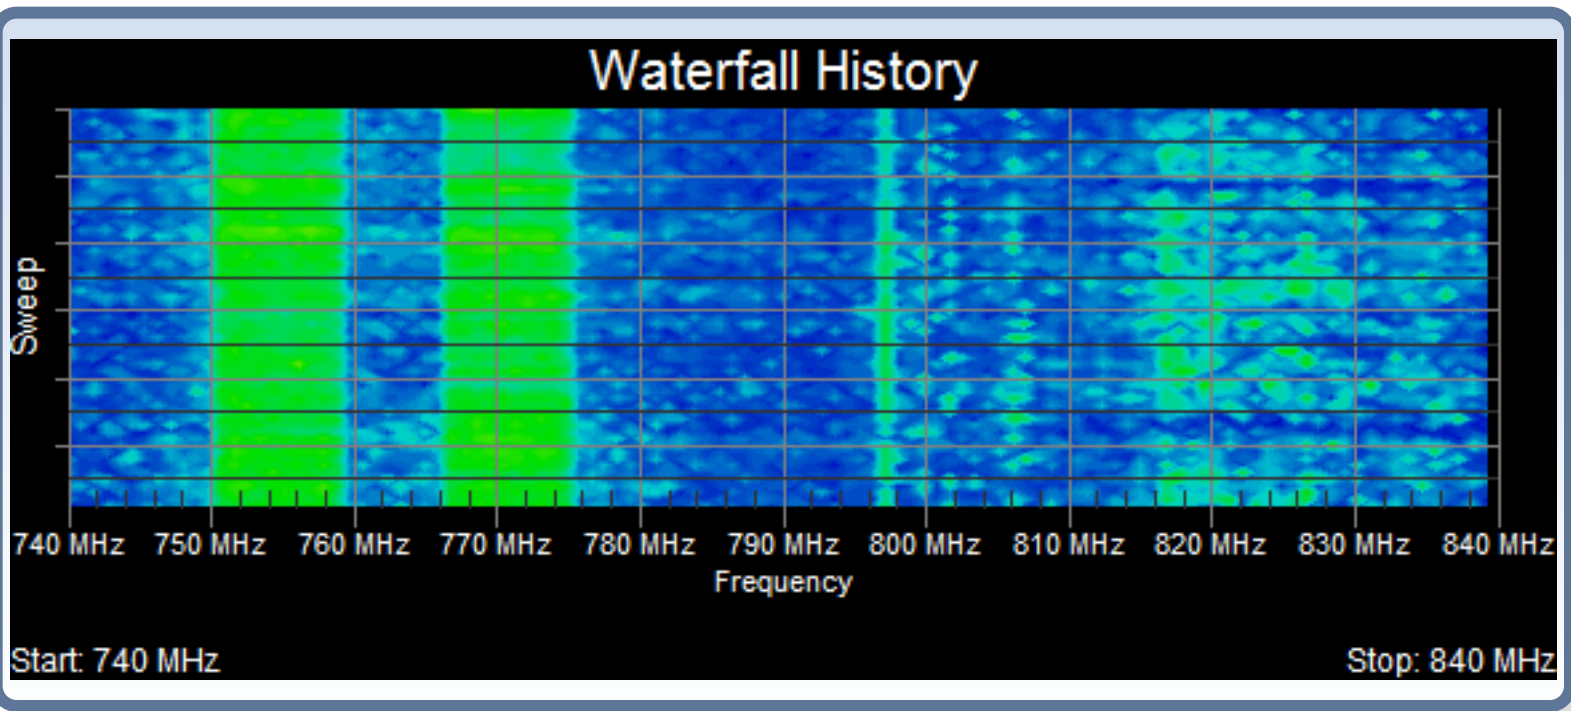 Waterfall History
Sweep
740 MHz 750 MHz 760 MHz 770 MHz 780 MHz 790 MHz 800 MHz 810 MHz 820 MHz 830 MHz 840 MHz
Frequency
Start: 740 MHz Stop: 840 MHz